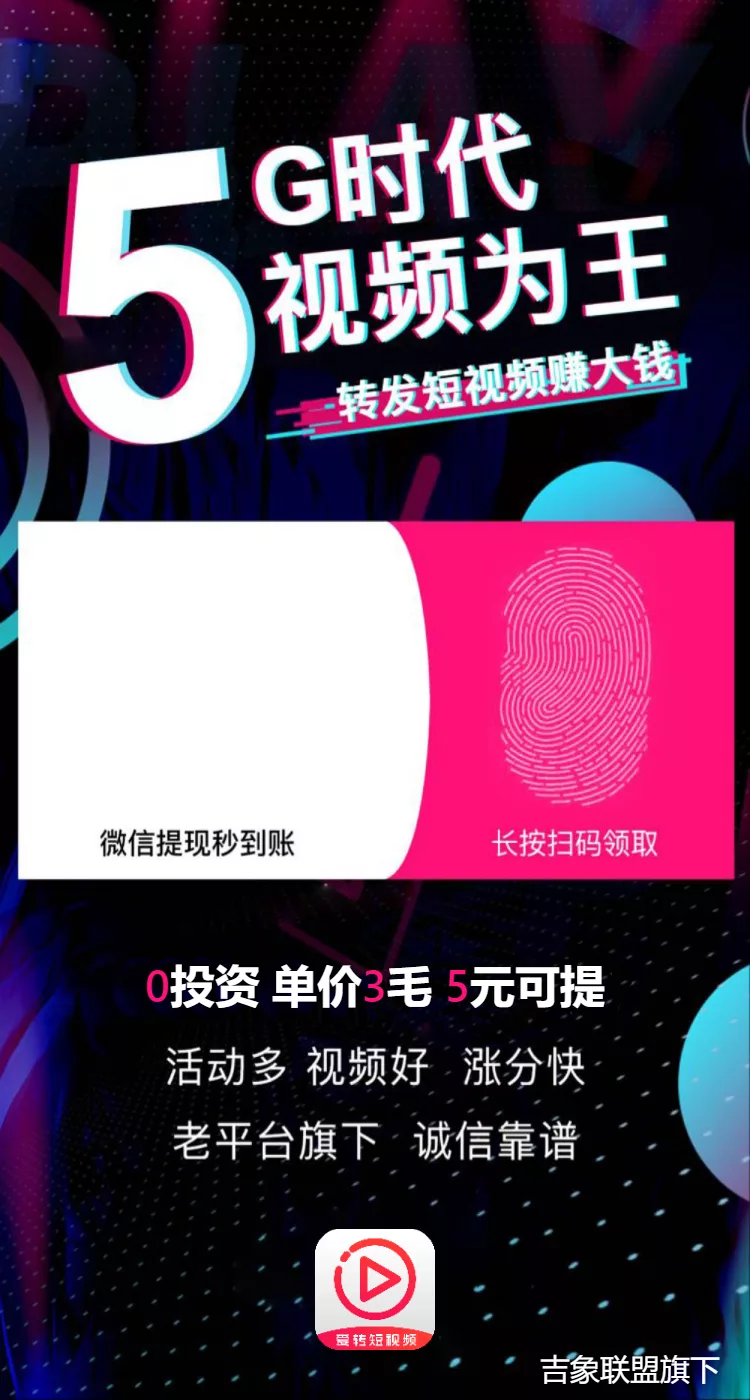 PLAY
5G时代
视频为王
转发短视频赚大钱
微信提现秒到账
长按扫码领取
0投资 单价3毛 5元可提
活动多 视频好 涨分快
老平台旗下 诚信靠谱
爱转短视频
吉象联盟旗下